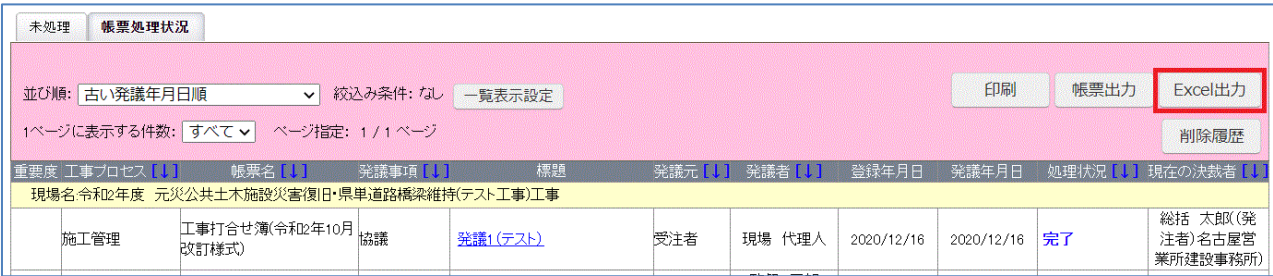 未処理 帳票処理状況
並び順: 古い発議年月日順 絞込み条件: なし 一覧表示設定 印刷 帳票出力 Excel出力
1ページに表示する件数: すべて ページ指定: 1 / 1 ページ 削除履歴
重要度 工事プロセス【↓】 帳票名【↓】 発議事項【↓】 標題 発議元【↓】 発議者【↓】 登録年月日 発議年月日 処理状況【↓】 現在の決裁者【↓】
現場名:令和2年度 元災公共土木施設災害復旧・県単道路橋梁維持(テスト工事)工事
施工管理 工事打合せ簿(令和2年10月改訂様式) 協議 発議1(テスト) 受注者 現場 代理人 2020/12/16 2020/12/16 完了 総括 太郎((発注者)名古屋営業所建設事務所)